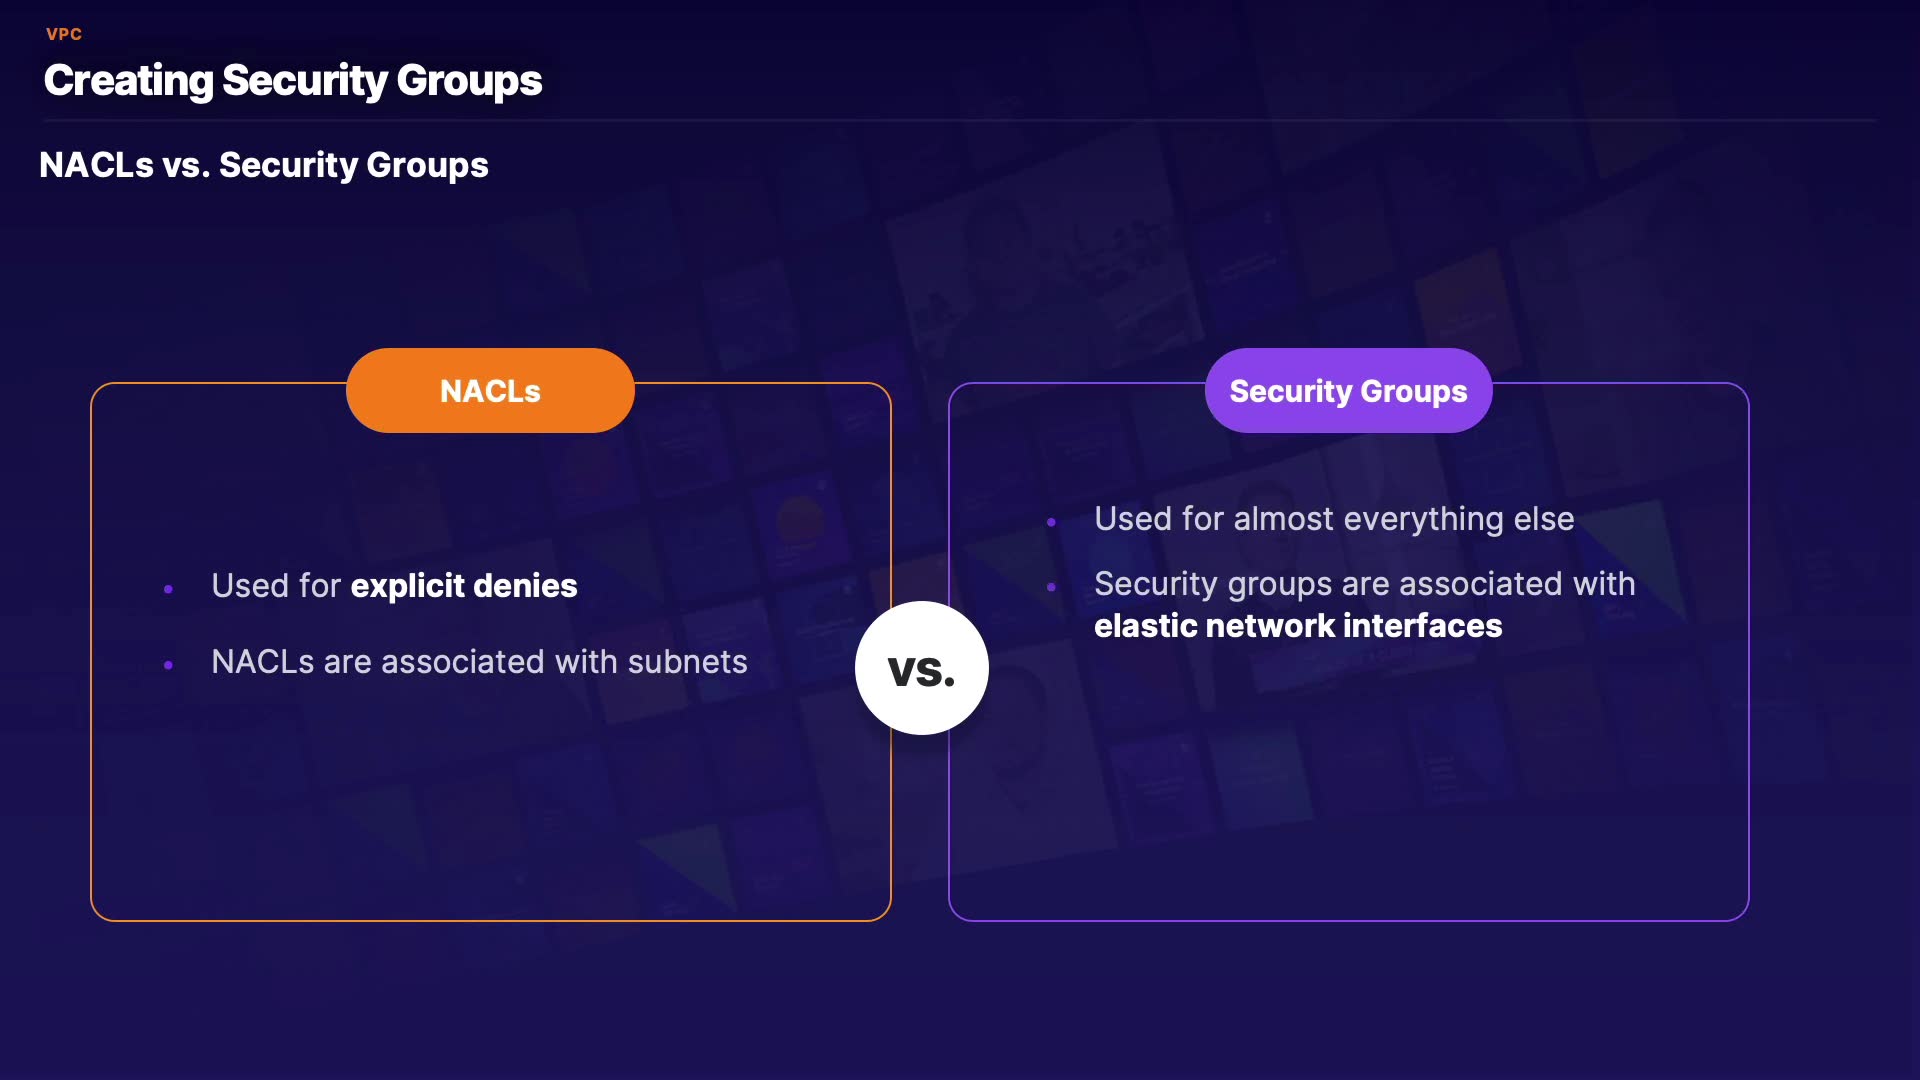 VPC
Creating Security Groups
NACLs vs. Security Groups
NACLs
Used for explicit denies
NACLs are associated with subnets
vs.
Security Groups
Used for almost everything else
Security groups are associated with
elastic network interfaces